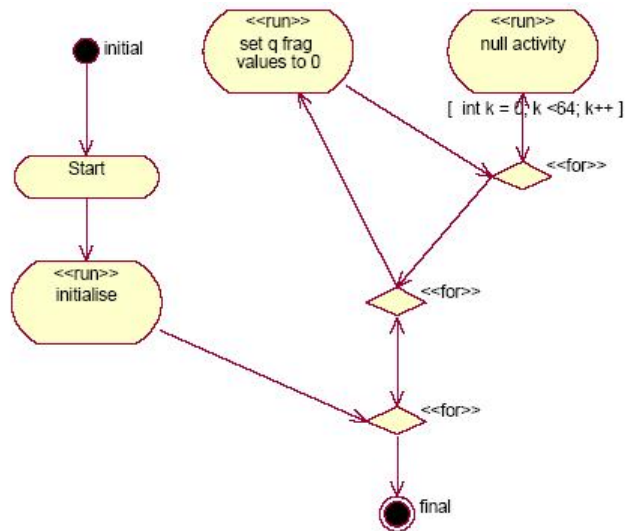 initial
Start
<<run>>
initialise
<<run>>
set q frag
values to 0
<<run>>
null activity
[ int k = 0; k <64; k++ ]
<<for>>
<<for>>
<<for>>
final